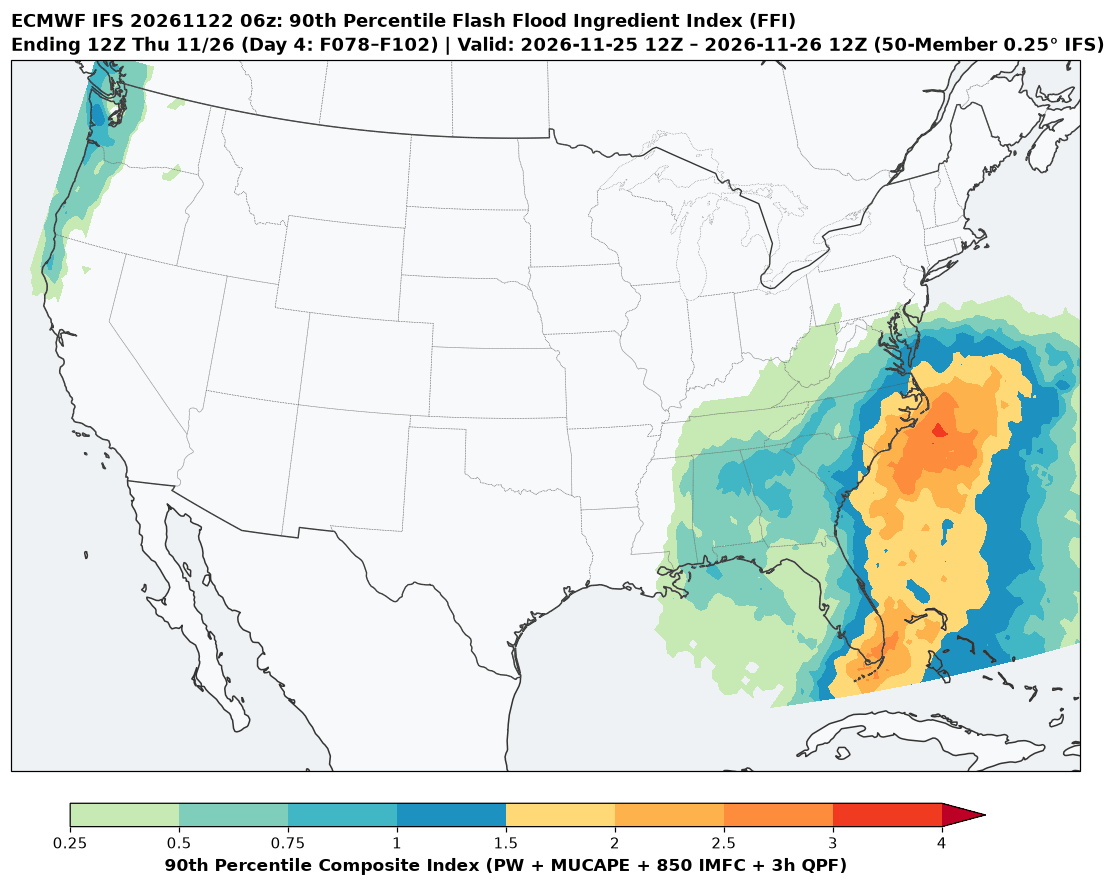 ECMWF IFS 20261122 06z: 90th Percentile Flash Flood Ingredient Index (FFI)
Ending 12Z Thu 11/26 (Day 4: F078–F102) | Valid: 2026-11-25 12Z – 2026-11-26 12Z (50-Member 0.25° IFS)
0.25 0.5 0.75 1 1.5 2 2.5 3 4
90th Percentile Composite Index (PW + MUCAPE + 850 IMFC + 3h QPF)